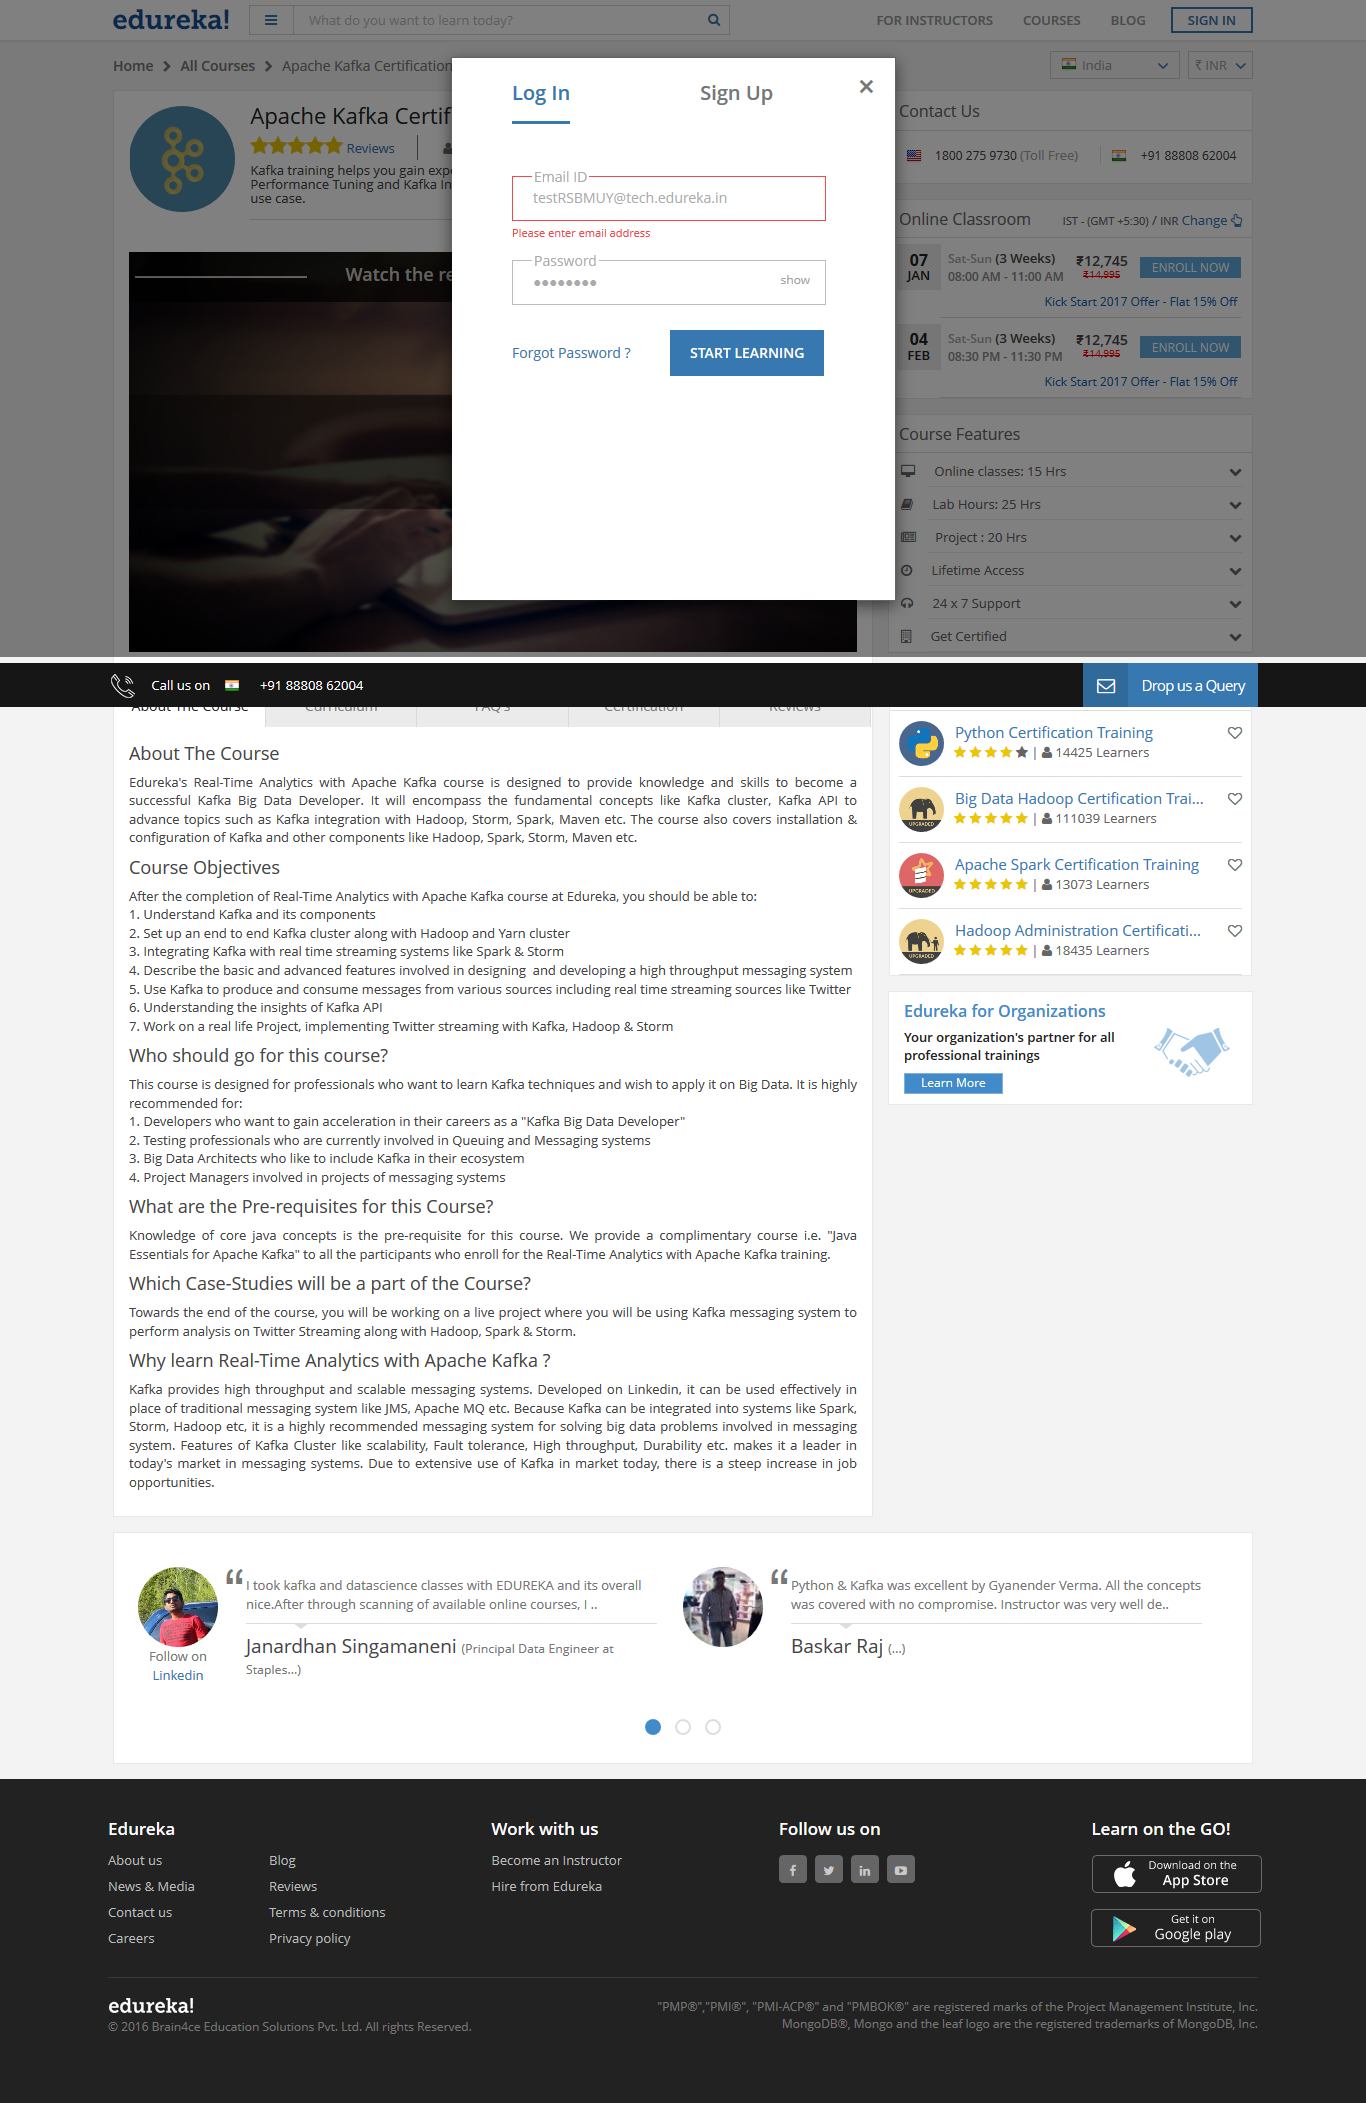 edureka!
What do you want to learn today?
FOR INSTRUCTORS COURSES BLOG SIGN IN
Home All Courses Apache Kafka Certification
India ₹ INR
Log In Sign Up
Email ID
testRSBMUY@tech.edureka.in
Please enter email address
Password
show
Forgot Password ? START LEARNING
Apache Kafka Certif
Reviews
Kafka training helps you gain exp
Performance Tuning and Kafka In
use case.
Watch the re
Contact Us
1800 275 9730 (Toll Free) +91 88808 62004
Online Classroom IST - (GMT +5:30) / INR Change
07 JAN Sat-Sun (3 Weeks) ₹12,745 ENROLL NOW
08:00 AM - 11:00 AM ₹14,995
Kick Start 2017 Offer - Flat 15% Off
04 FEB Sat-Sun (3 Weeks) ₹12,745 ENROLL NOW
08:30 PM - 11:30 PM ₹14,995
Kick Start 2017 Offer - Flat 15% Off
Course Features
Online classes: 15 Hrs
Lab Hours: 25 Hrs
Project : 20 Hrs
Lifetime Access
24 x 7 Support
Get Certified
Call us on +91 88808 62004 Drop us a Query
About The Course Curriculum FAQ's Certification Reviews
About The Course
Edureka's Real-Time Analytics with Apache Kafka course is designed to provide knowledge and skills to become a
successful Kafka Big Data Developer. It will encompass the fundamental concepts like Kafka cluster, Kafka API to
advance topics such as Kafka integration with Hadoop, Storm, Spark, Maven etc. The course also covers installation &
configuration of Kafka and other components like Hadoop, Spark, Storm, Maven etc.
Course Objectives
After the completion of Real-Time Analytics with Apache Kafka course at Edureka, you should be able to:
1. Understand Kafka and its components
2. Set up an end to end Kafka cluster along with Hadoop and Yarn cluster
3. Integrating Kafka with real time streaming systems like Spark & Storm
4. Describe the basic and advanced features involved in designing and developing a high throughput messaging system
5. Use Kafka to produce and consume messages from various sources including real time streaming sources like Twitter
6. Understanding the insights of Kafka API
7. Work on a real life Project, implementing Twitter streaming with Kafka, Hadoop & Storm
Who should go for this course?
This course is designed for professionals who want to learn Kafka techniques and wish to apply it on Big Data. It is highly
recommended for:
1. Developers who want to gain acceleration in their careers as a "Kafka Big Data Developer"
2. Testing professionals who are currently involved in Queuing and Messaging systems
3. Big Data Architects who like to include Kafka in their ecosystem
4. Project Managers involved in projects of messaging systems
What are the Pre-requisites for this Course?
Knowledge of core java concepts is the pre-requisite for this course. We provide a complimentary course i.e. "Java
Essentials for Apache Kafka" to all the participants who enroll for the Real-Time Analytics with Apache Kafka training.
Which Case-Studies will be a part of the Course?
Towards the end of the course, you will be working on a live project where you will be using Kafka messaging system to
perform analysis on Twitter Streaming along with Hadoop, Spark & Storm.
Why learn Real-Time Analytics with Apache Kafka ?
Kafka provides high throughput and scalable messaging systems. Developed on Linkedin, it can be used effectively in
place of traditional messaging system like JMS, Apache MQ etc. Because Kafka can be integrated into systems like Spark,
Storm, Hadoop etc, it is a highly recommended messaging system for solving big data problems involved in messaging
system. Features of Kafka Cluster like scalability, Fault tolerance, High throughput, Durability etc. makes it a leader in
today's market in messaging systems. Due to extensive use of Kafka in market today, there is a steep increase in job
opportunities.
Python Certification Training
| 14425 Learners
Big Data Hadoop Certification Trai...
| 111039 Learners
UPGRADED
Apache Spark Certification Training
| 13073 Learners
UPGRADED
Hadoop Administration Certificati...
| 18435 Learners
UPGRADED
Edureka for Organizations
Your organization's partner for all
professional trainings
Learn More
“ I took kafka and datascience classes with EDUREKA and its overall
nice.After through scanning of available online courses, I ..
Janardhan Singamaneni (Principal Data Engineer at
Staples...)
Follow on
Linkedin
“ Python & Kafka was excellent by Gyanender Verma. All the concepts
was covered with no compromise. Instructor was very well de..
Baskar Raj (...)
Edureka Work with us Follow us on Learn on the GO!
About us Blog Become an Instructor
News & Media Reviews Hire from Edureka
Contact us Terms & conditions
Careers Privacy policy
Download on the
App Store
Get it on
Google play
edureka!
© 2016 Brain4ce Education Solutions Pvt. Ltd. All rights Reserved.
"PMP®","PMI®", "PMI-ACP®" and "PMBOK®" are registered marks of the Project Management Institute, Inc.
MongoDB®, Mongo and the leaf logo are the registered trademarks of MongoDB, Inc.